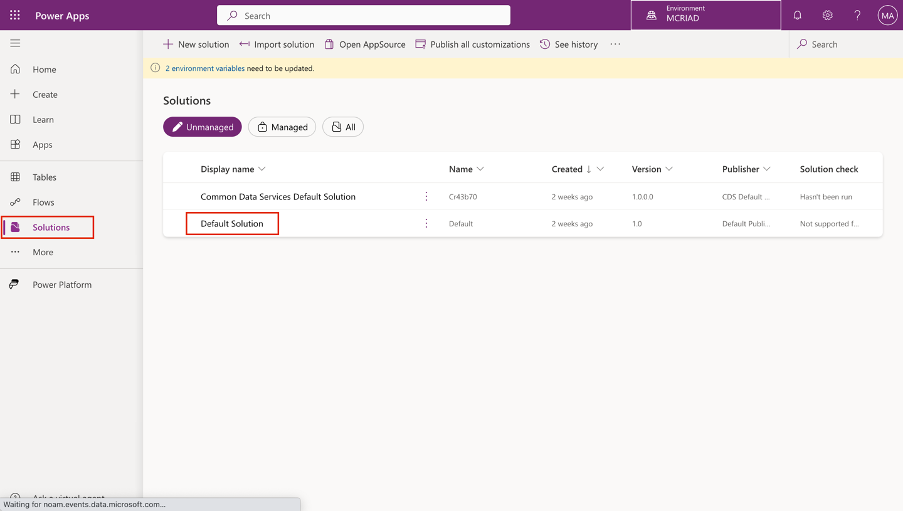 Power Apps
Search
Environment
MCRIAD
?
MA
New solution
Import solution
Open AppSource
Publish all customizations
See history
...
Search
2 environment variables need to be updated.
Home
Create
Learn
Apps
Tables
Flows
Solutions
More
Power Platform
Ask a virtual agent
Solutions
Unmanaged
Managed
All
Display name Name Created ↓ Version Publisher Solution check
Common Data Services Default Solution Cr43b70 2 weeks ago 1.0.0.0 CDS Default ... Hasn't been run
Default Solution Default 2 weeks ago 1.0 Default Publi... Not supported f...
Waiting for noam.events.data.microsoft.com...